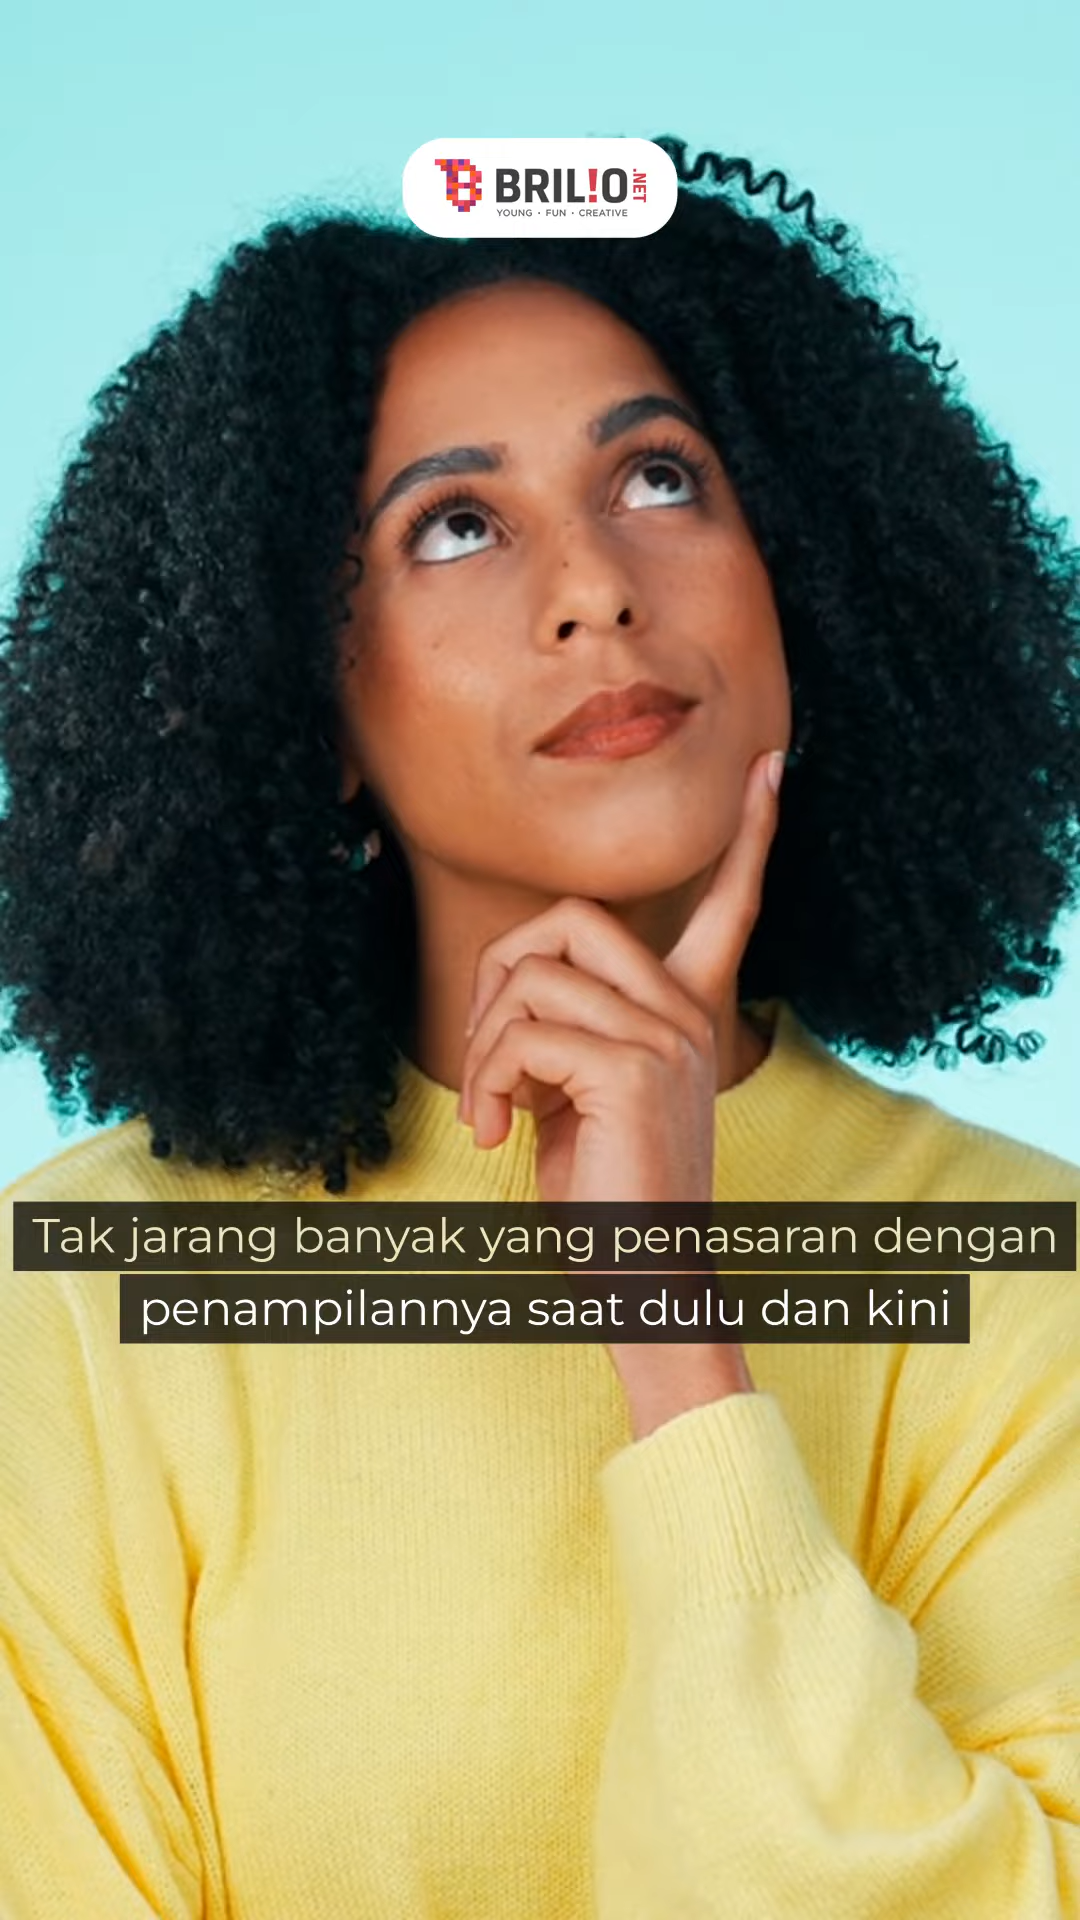 BRIL!O.NET
YOUNG • FUN • CREATIVE
Tak jarang banyak yang penasaran dengan
penampilannya saat dulu dan kini